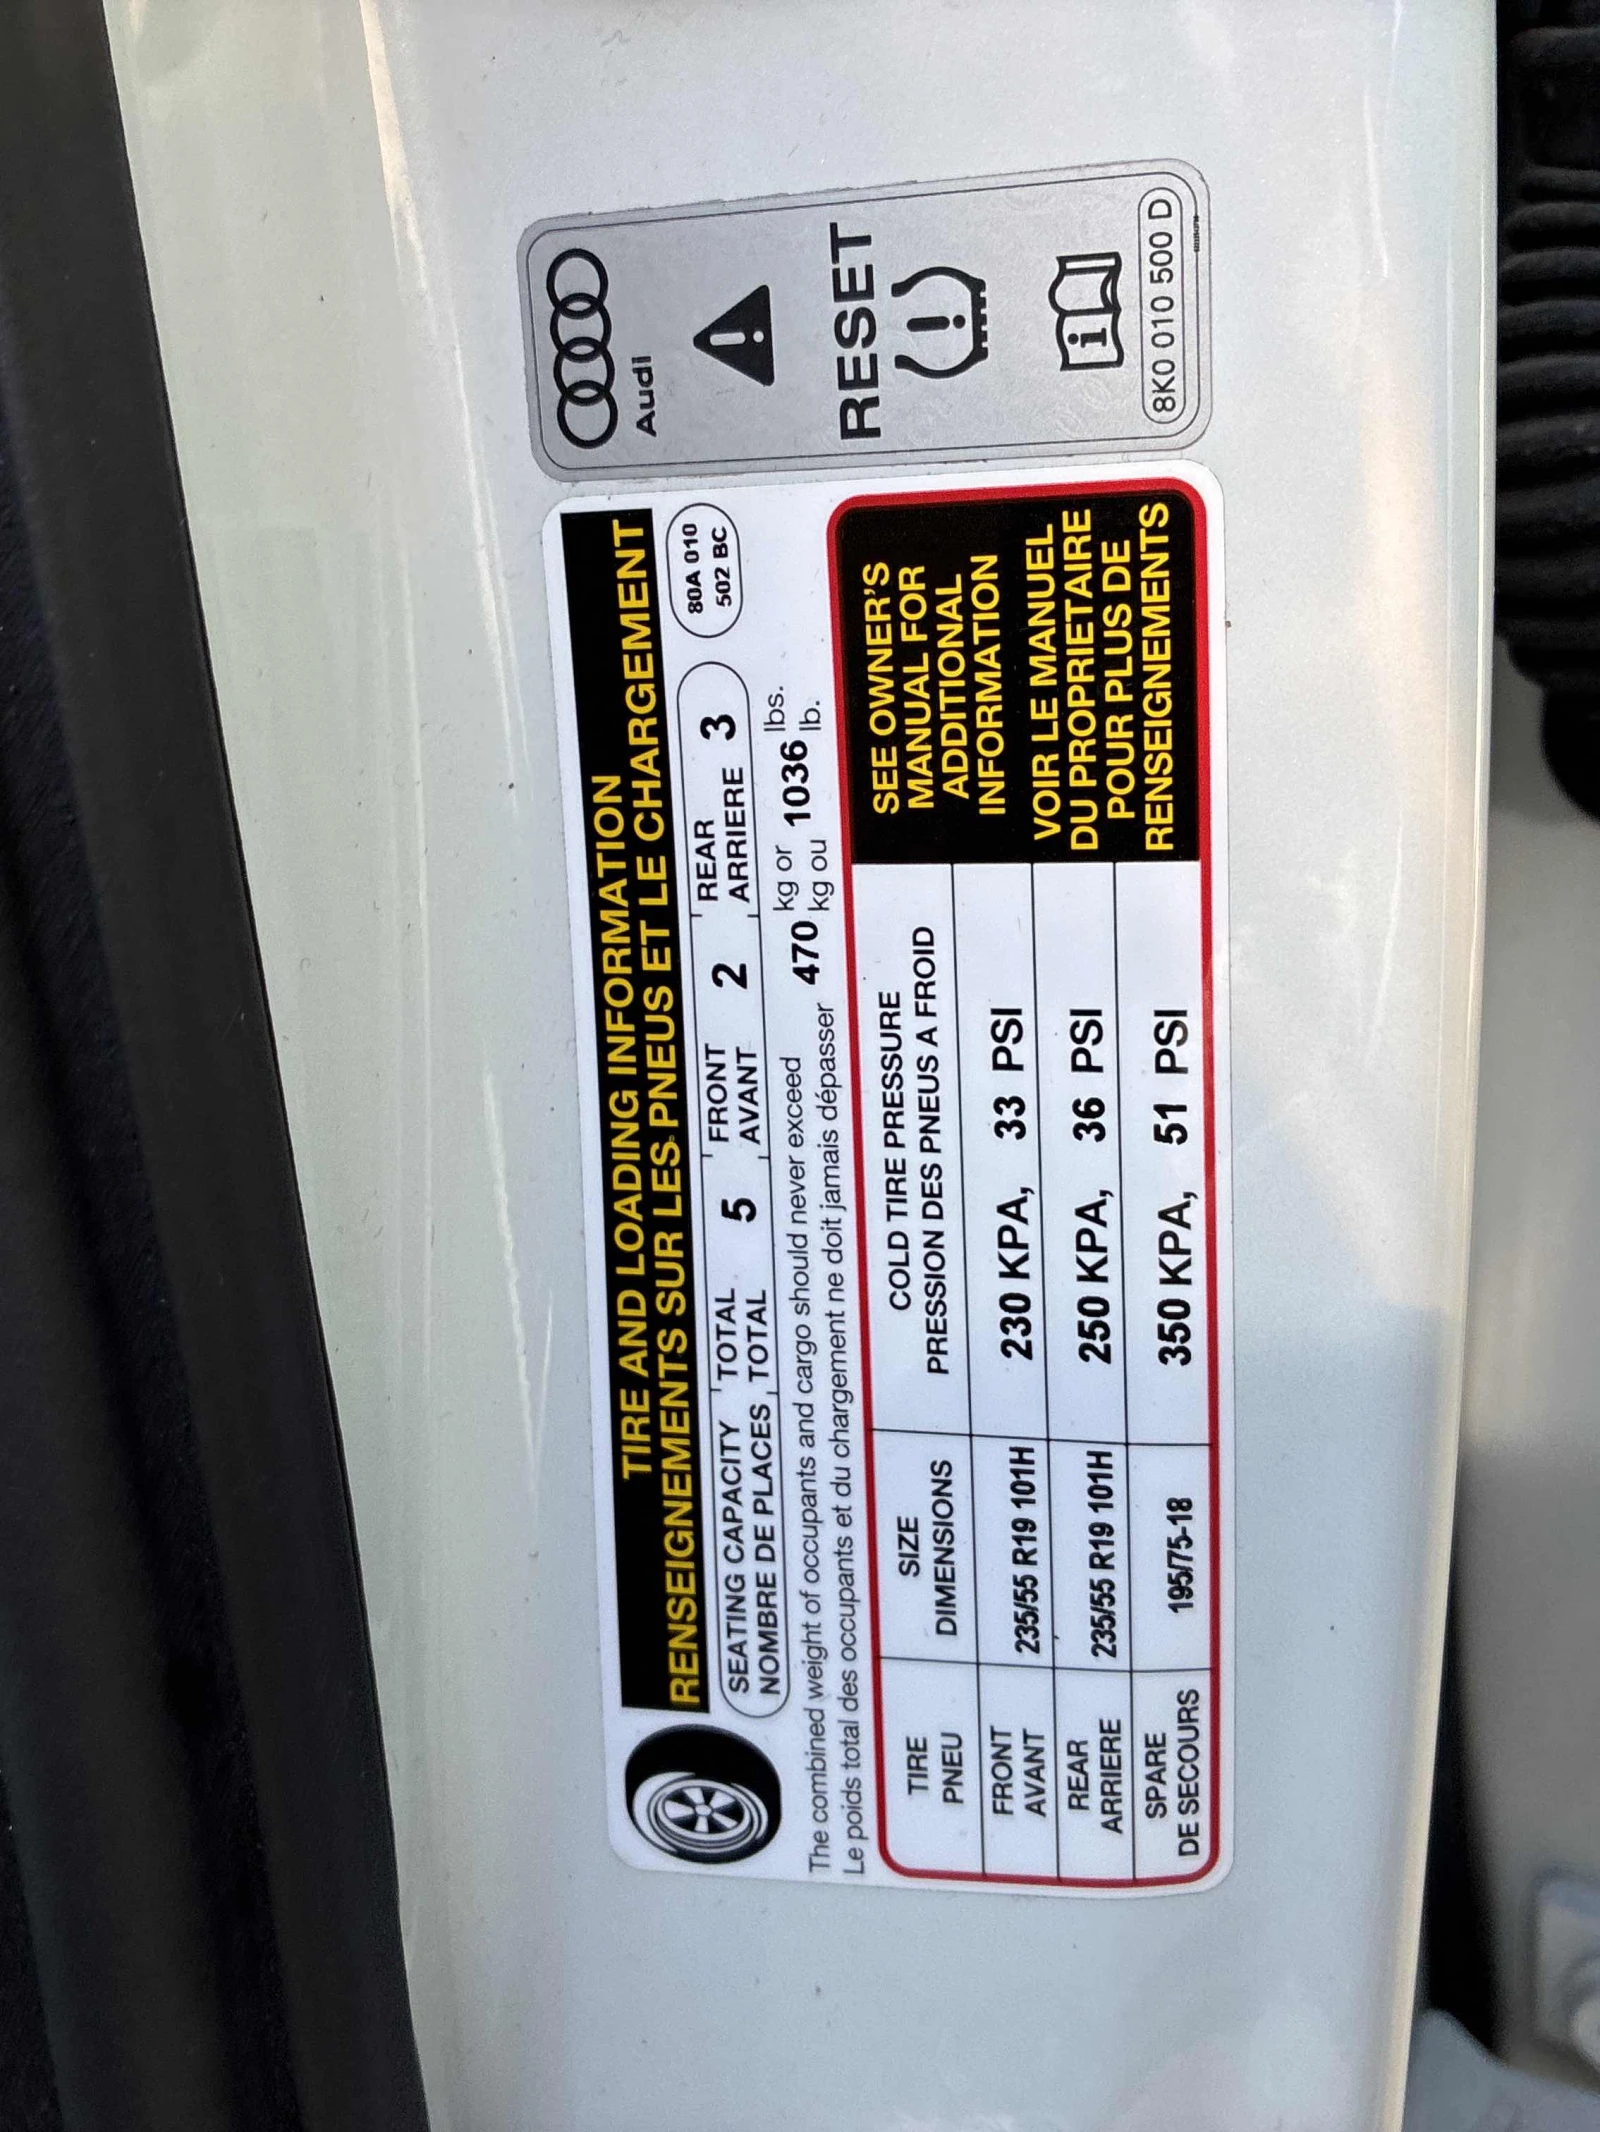 TIRE AND LOADING INFORMATION
RENSEIGNEMENTS SUR LES PNEUS ET LE CHARGEMENT
SEATING CAPACITY TOTAL 5 FRONT 2 REAR 3
NOMBRE DE PLACES TOTAL AVANT ARRIERE
80A 010
502 BC
The combined weight of occupants and cargo should never exceed 470 kg or 1036 lbs.
Le poids total des occupants et du chargement ne doit jamais dépasser kg ou lb.
TIRE SIZE COLD TIRE PRESSURE
PNEU DIMENSIONS PRESSION DES PNEUS A FROID
FRONT 235/55 R19 101H 230 KPA, 33 PSI
AVANT
REAR 235/55 R19 101H 250 KPA, 36 PSI
ARRIERE
SPARE 195/75-18 350 KPA, 51 PSI
DE SECOURS
SEE OWNER'S
MANUAL FOR
ADDITIONAL
INFORMATION
VOIR LE MANUEL
DU PROPRIETAIRE
POUR PLUS DE
RENSEIGNEMENTS
Audi
RESET
8K0 010 500 D